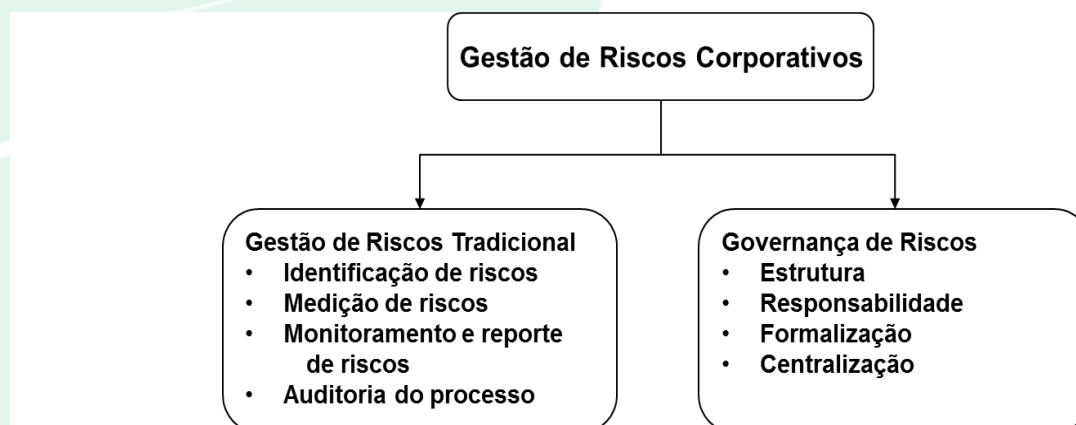 Gestão de Riscos Corporativos
Gestão de Riscos Tradicional
• Identificação de riscos
• Medição de riscos
• Monitoramento e reporte
de riscos
• Auditoria do processo
Governança de Riscos
• Estrutura
• Responsabilidade
• Formalização
• Centralização